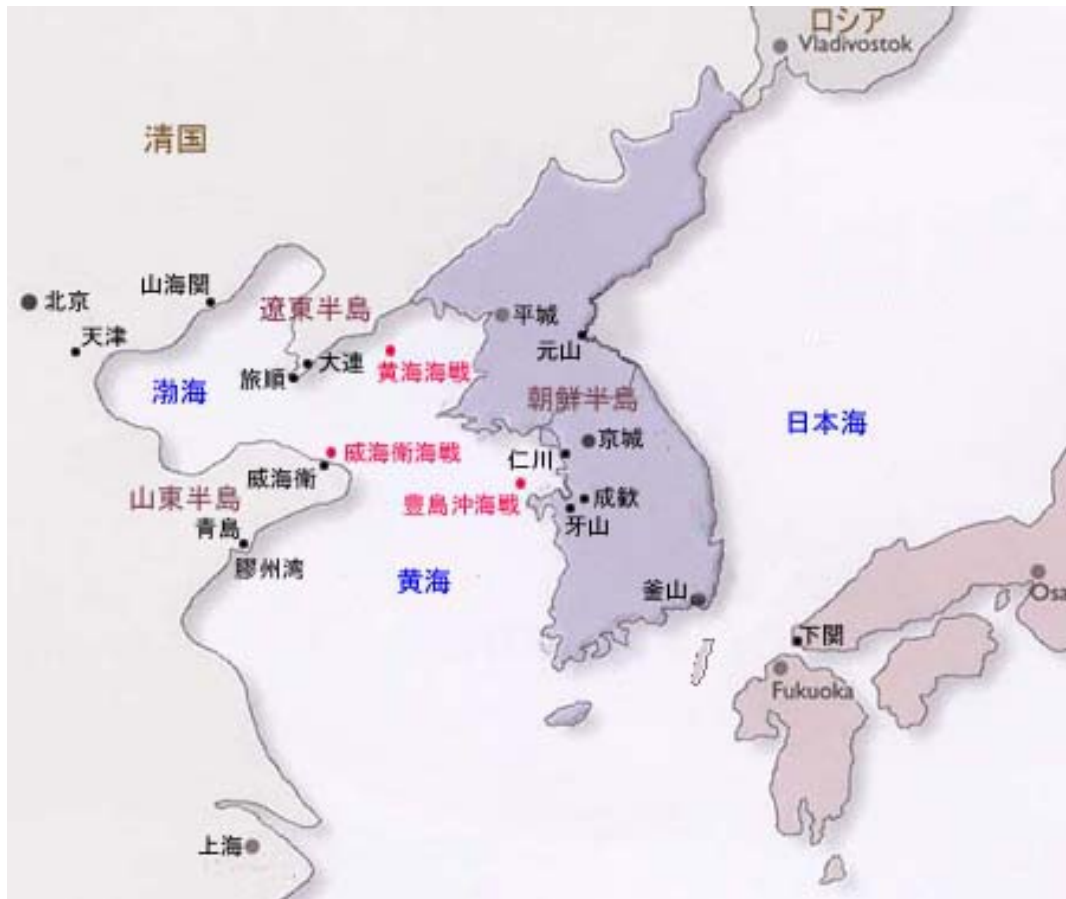 ロシア
Vladivostok
清国
山海関
北京
遼東半島
平城
天津
元山
大連
黄海海戦
旅順
渤海
朝鮮半島
日本海
京城
威海衛海戦
仁川
威海衛
山東半島
豊島沖海戦
成歓
牙山
青島
膠州湾
黄海
釜山
Osa
下関
Fukuoka
上海